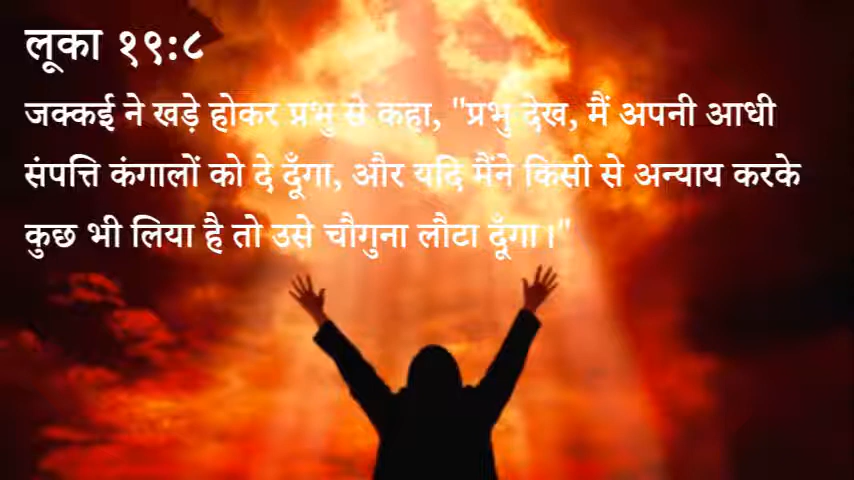 लूका १९:८
जक्कई ने खड़े होकर प्रभु से कहा, "प्रभु देख, मैं अपनी आधी
संपत्ति कंगालों को दे दूँगा, और यदि मैंने किसी से अन्याय करके
कुछ भी लिया है तो उसे चौगुना लौटा दूँगा।"